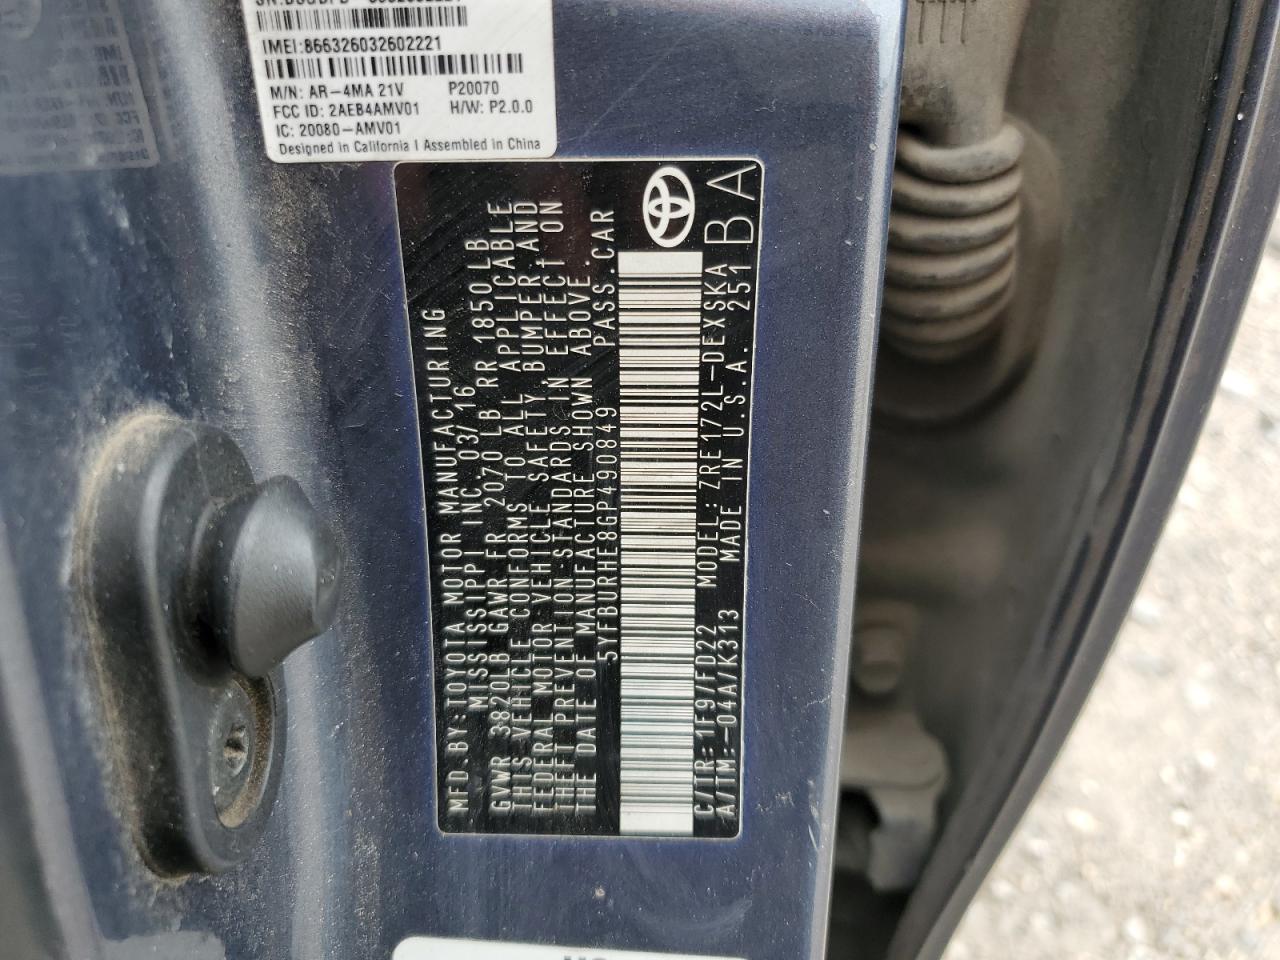 IMEI:866326032602221
M/N: AR-4MA 21V P20070
FCC ID: 2AEB4AMV01 H/W: P2.0.0
IC: 20080-AMV01
Designed in California | Assembled in China
MFD.BY:TOYOTA MOTOR MANUFACTURING
MISSISSIPPI INC.03/16
GVWR 3820LB GAWR FR 2070LB RR 1850LB
THIS VEHICLE CONFORMS TO ALL APPLICABLE
FEDERAL MOTOR VEHICLE SAFETY BUMPER,AND
THEFT PREVENTION STANDARDS IN EFFECT ON
THE DATE OF MANUFACTURE SHOWN ABOVE.
5YFBURHE8GP490849 PASS.CAR
C/TR:1F9/FD22 MODEL:ZRE172L-DEXSKA
A/TM:-04A/K313 MADE IN U.S.A. 251 BA